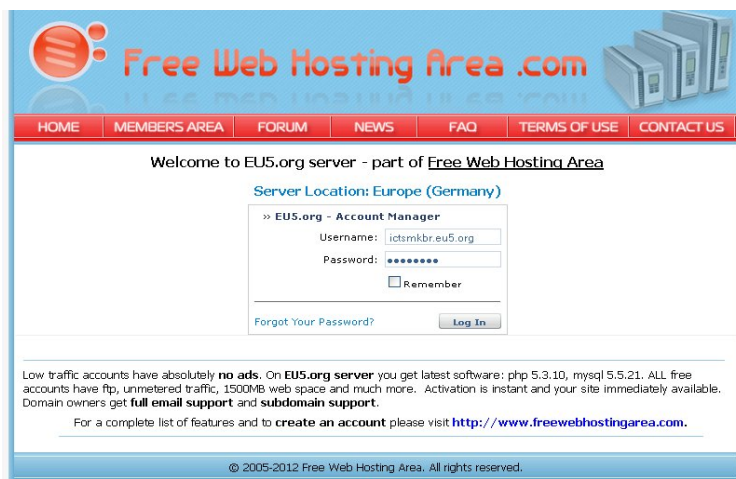 Free Web Hosting Area .com
HOME MEMBERS AREA FORUM NEWS FAQ TERMS OF USE CONTACT US
Welcome to EU5.org server - part of Free Web Hosting Area
Server Location: Europe (Germany)
» EU5.org - Account Manager
Username: ictsmkbr.eu5.org
Password: ••••••••
Remember
Forgot Your Password? Log In
Low traffic accounts have absolutely no ads. On EU5.org server you get latest software: php 5.3.10, mysql 5.5.21. ALL free
accounts have ftp, unmetered traffic, 1500MB web space and much more. Activation is instant and your site immediately available.
Domain owners get full email support and subdomain support.
For a complete list of features and to create an account please visit http://www.freewebhostingarea.com.
© 2005-2012 Free Web Hosting Area. All rights reserved.